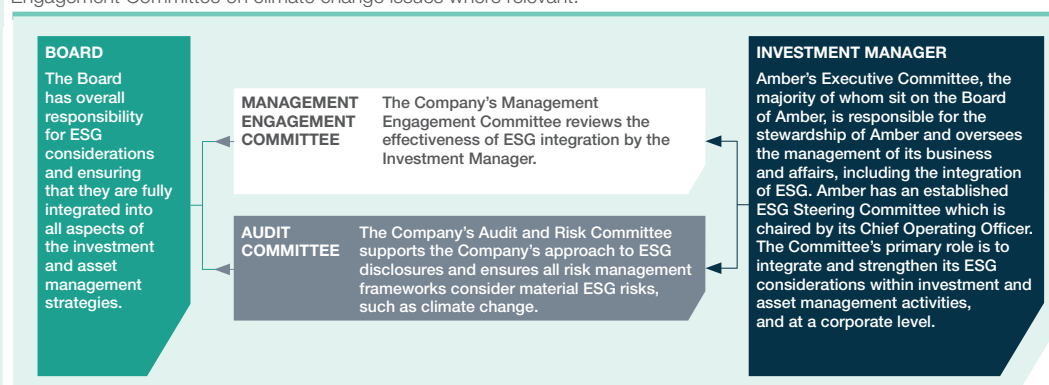 Engagement Committee on climate change issues where relevant.
BOARD
The Board
has overall
responsibility
for ESG
considerations
and ensuring
that they are fully
integrated into
all aspects of
the investment
and asset
management
strategies.
MANAGEMENT
ENGAGEMENT
COMMITTEE
The Company’s Management
Engagement Committee reviews the
effectiveness of ESG integration by the
Investment Manager.
AUDIT
COMMITTEE
The Company’s Audit and Risk Committee
supports the Company’s approach to ESG
disclosures and ensures all risk management
frameworks consider material ESG risks,
such as climate change.
INVESTMENT MANAGER
Amber’s Executive Committee, the
majority of whom sit on the Board
of Amber, is responsible for the
stewardship of Amber and oversees
the management of its business
and affairs, including the integration
of ESG. Amber has an established
ESG Steering Committee which is
chaired by its Chief Operating Officer.
The Committee’s primary role is to
integrate and strengthen its ESG
considerations within investment and
asset management activities,
and at a corporate level.